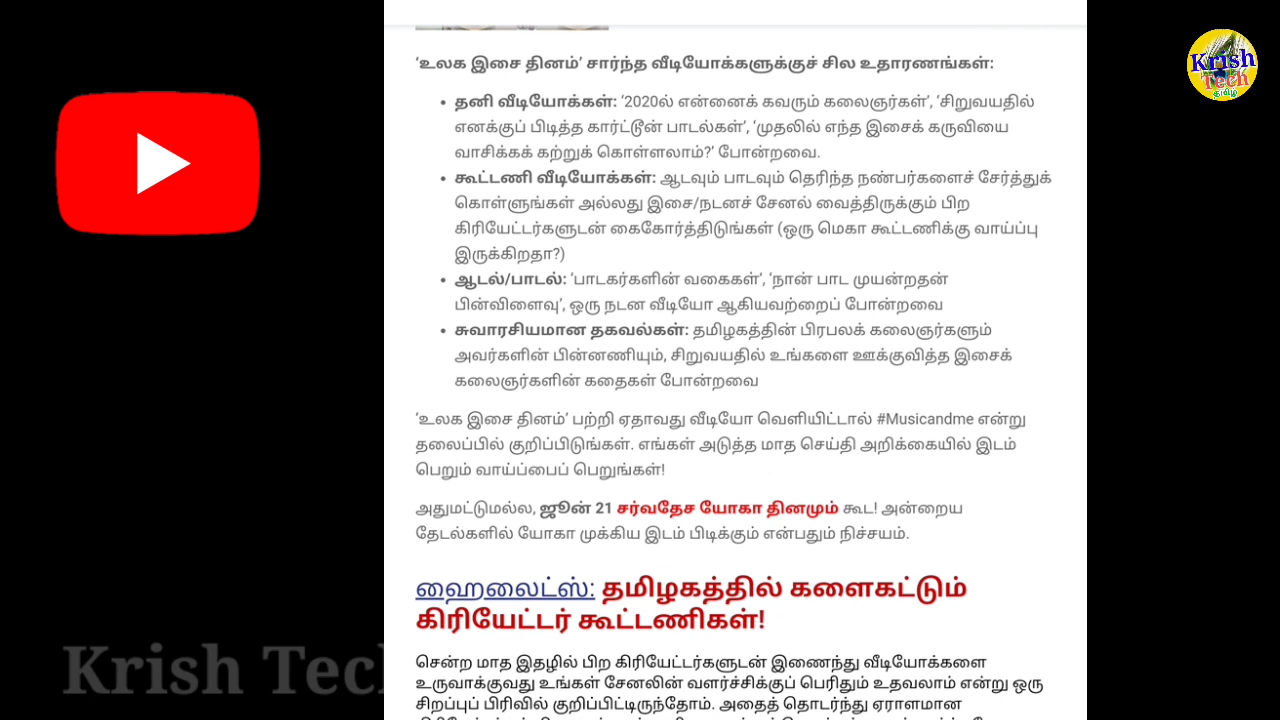 Krish
Tech
தமிழ்
‘உலக இசை தினம்’ சார்ந்த வீடியோக்களுக்குச் சில உதாரணங்கள்:
• தனி வீடியோக்கள்: ‘2020ல் என்னைக் கவரும் கலைஞர்கள்’, ‘சிறுவயதில்
எனக்குப் பிடித்த கார்ட்டூன் பாடல்கள்’, ‘முதலில் எந்த இசைக் கருவியை
வாசிக்கக் கற்றுக் கொள்ளலாம்?’ போன்றவை.
• கூட்டணி வீடியோக்கள்: ஆடவும் பாடவும் தெரிந்த நண்பர்களைச் சேர்த்துக்
கொள்ளுங்கள் அல்லது இசை/நடனச் சேனல் வைத்திருக்கும் பிற
கிரியேட்டர்களுடன் கைகோர்த்திடுங்கள் (ஒரு மெகா கூட்டணிக்கு வாய்ப்பு
இருக்கிறதா?)
• ஆடல்/பாடல்: ‘பாடகர்களின் வகைகள்’, ‘நான் பாட முயன்றதன்
பின்விளைவு’, ஒரு நடன வீடியோ ஆகியவற்றைப் போன்றவை
• சுவாரசியமான தகவல்கள்: தமிழகத்தின் பிரபலக் கலைஞர்களும்
அவர்களின் பின்னணியும், சிறுவயதில் உங்களை ஊக்குவித்த இசைக்
கலைஞர்களின் கதைகள் போன்றவை
‘உலக இசை தினம்’ பற்றி ஏதாவது வீடியோ வெளியிட்டால் #Musicandme என்று
தலைப்பில் குறிப்பிடுங்கள். எங்கள் அடுத்த மாத செய்தி அறிக்கையில் இடம்
பெறும் வாய்ப்பைப் பெறுங்கள்!
அதுமட்டுமல்ல, ஜூன் 21 சர்வதேச யோகா தினமும் கூட! அன்றைய
தேடல்களில் யோகா முக்கிய இடம் பிடிக்கும் என்பதும் நிச்சயம்.
ஹைலைட்ஸ்: தமிழகத்தில் களைகட்டும்
கிரியேட்டர் கூட்டணிகள்!
சென்ற மாத இதழில் பிற கிரியேட்டர்களுடன் இணைந்து வீடியோக்களை
உருவாக்குவது உங்கள் சேனலின் வளர்ச்சிக்குப் பெரிதும் உதவலாம் என்று ஒரு
சிறப்புப் பிரிவில் குறிப்பிட்டிருந்தோம். அதைத் தொடர்ந்து ஏராளமான
Krish Tec